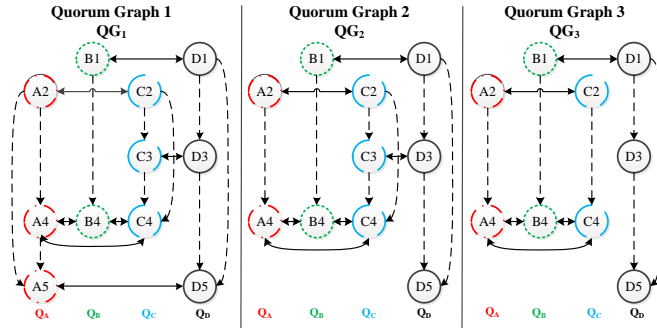 Quorum Graph 1
QG1
B1
D1
A2
C2
C3
D3
A4
B4
C4
A5
D5
QA
QB
QC
QD
Quorum Graph 2
QG2
B1
D1
A2
C2
C3
D3
A4
B4
C4
D5
QA
QB
QC
QD
Quorum Graph 3
QG3
B1
D1
A2
C2
D3
A4
B4
C4
D5
QA
QB
QC
QD